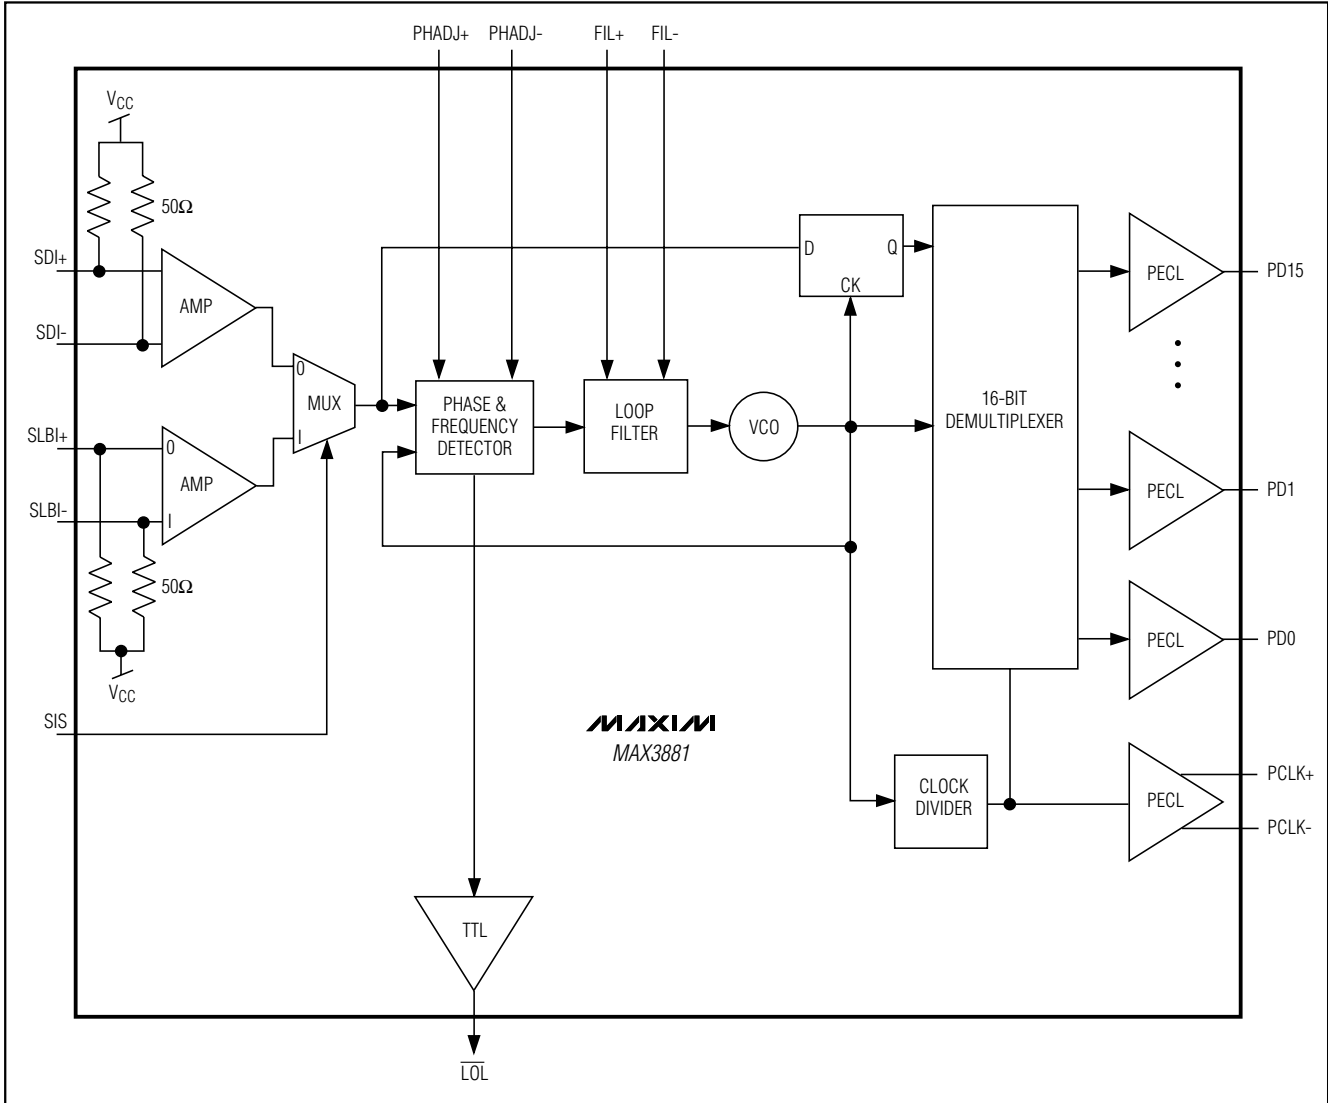 PHADJ+ PHADJ- FIL+ FIL-
VCC
50Ω
SDI+
AMP
SDI-
D Q
CK
PECL
PD15
0
MUX
I
SLBI+
0
AMP
SLBI-
I
50Ω
VCC
SIS
PHASE &
FREQUENCY
DETECTOR
LOOP
FILTER
VCO
16-BIT
DEMULTIPLEXER
PECL
PD1
PECL
PD0
MAXIM
MAX3881
CLOCK
DIVIDER
PECL
PCLK+
PCLK-
TTL
LOL